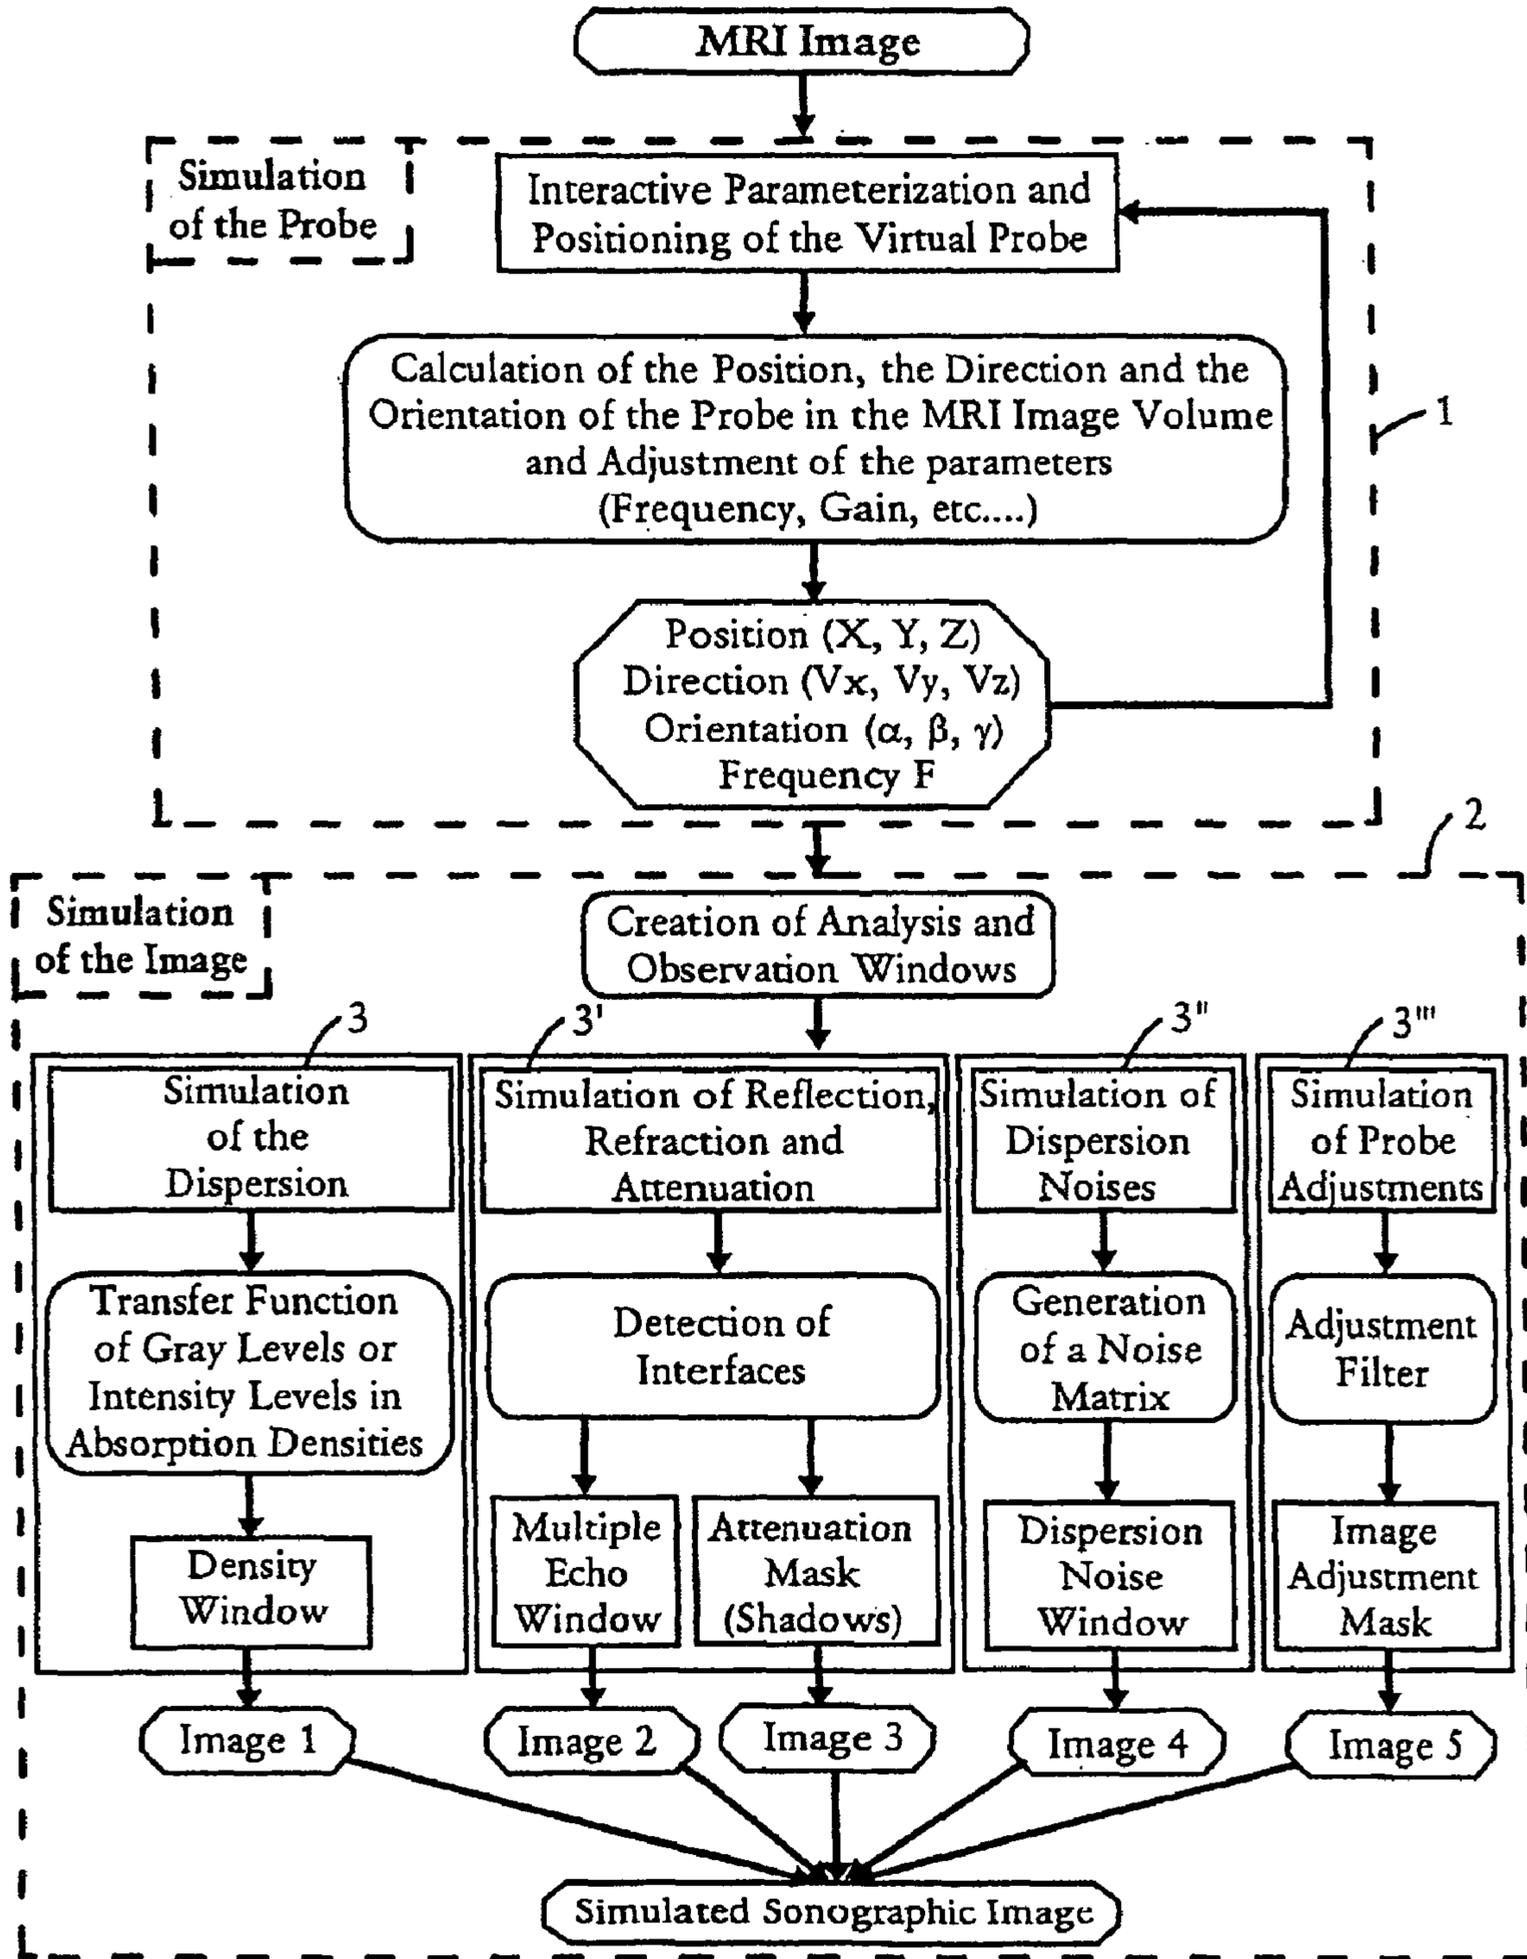 MRI Image
Simulation
of the Probe
Interactive Parameterization and
Positioning of the Virtual Probe
Calculation of the Position, the Direction and the
Orientation of the Probe in the MRI Image Volume
and Adjustment of the parameters
(Frequency, Gain, etc....)
1
Position (X, Y, Z)
Direction (Vx, Vy, Vz)
Orientation (α, β, γ)
Frequency F
2
Simulation
of the Image
Creation of Analysis and
Observation Windows
3
3'
3"
3'''
Simulation
of the
Dispersion
Simulation of Reflection,
Refraction and
Attenuation
Simulation of
Dispersion
Noises
Simulation
of Probe
Adjustments
Transfer Function
of Gray Levels or
Intensity Levels in
Absorption Densities
Detection of
Interfaces
Generation
of a Noise
Matrix
Adjustment
Filter
Density
Window
Multiple
Echo
Window
Attenuation
Mask
(Shadows)
Dispersion
Noise
Window
Image
Adjustment
Mask
Image 1
Image 2
Image 3
Image 4
Image 5
Simulated Sonographic Image